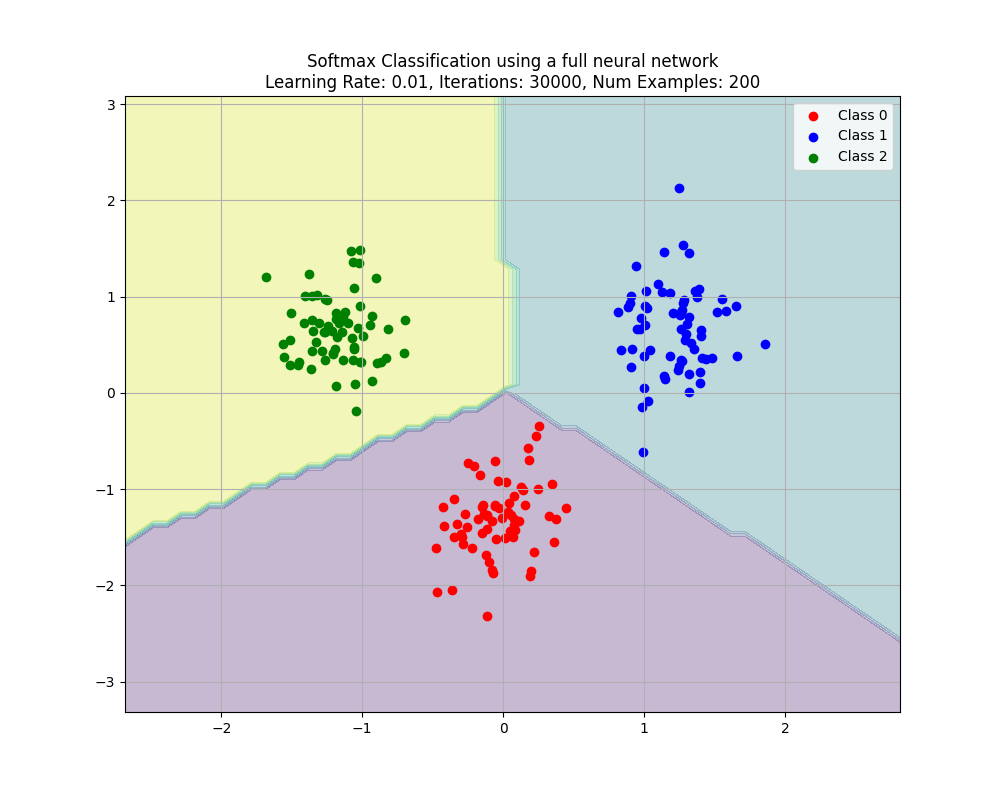 Softmax Classification using a full neural network
Learning Rate: 0.01, Iterations: 30000, Num Examples: 200
Class 0
Class 1
Class 2
3
2
1
0
−1
−2
−3
−2
−1
0
1
2